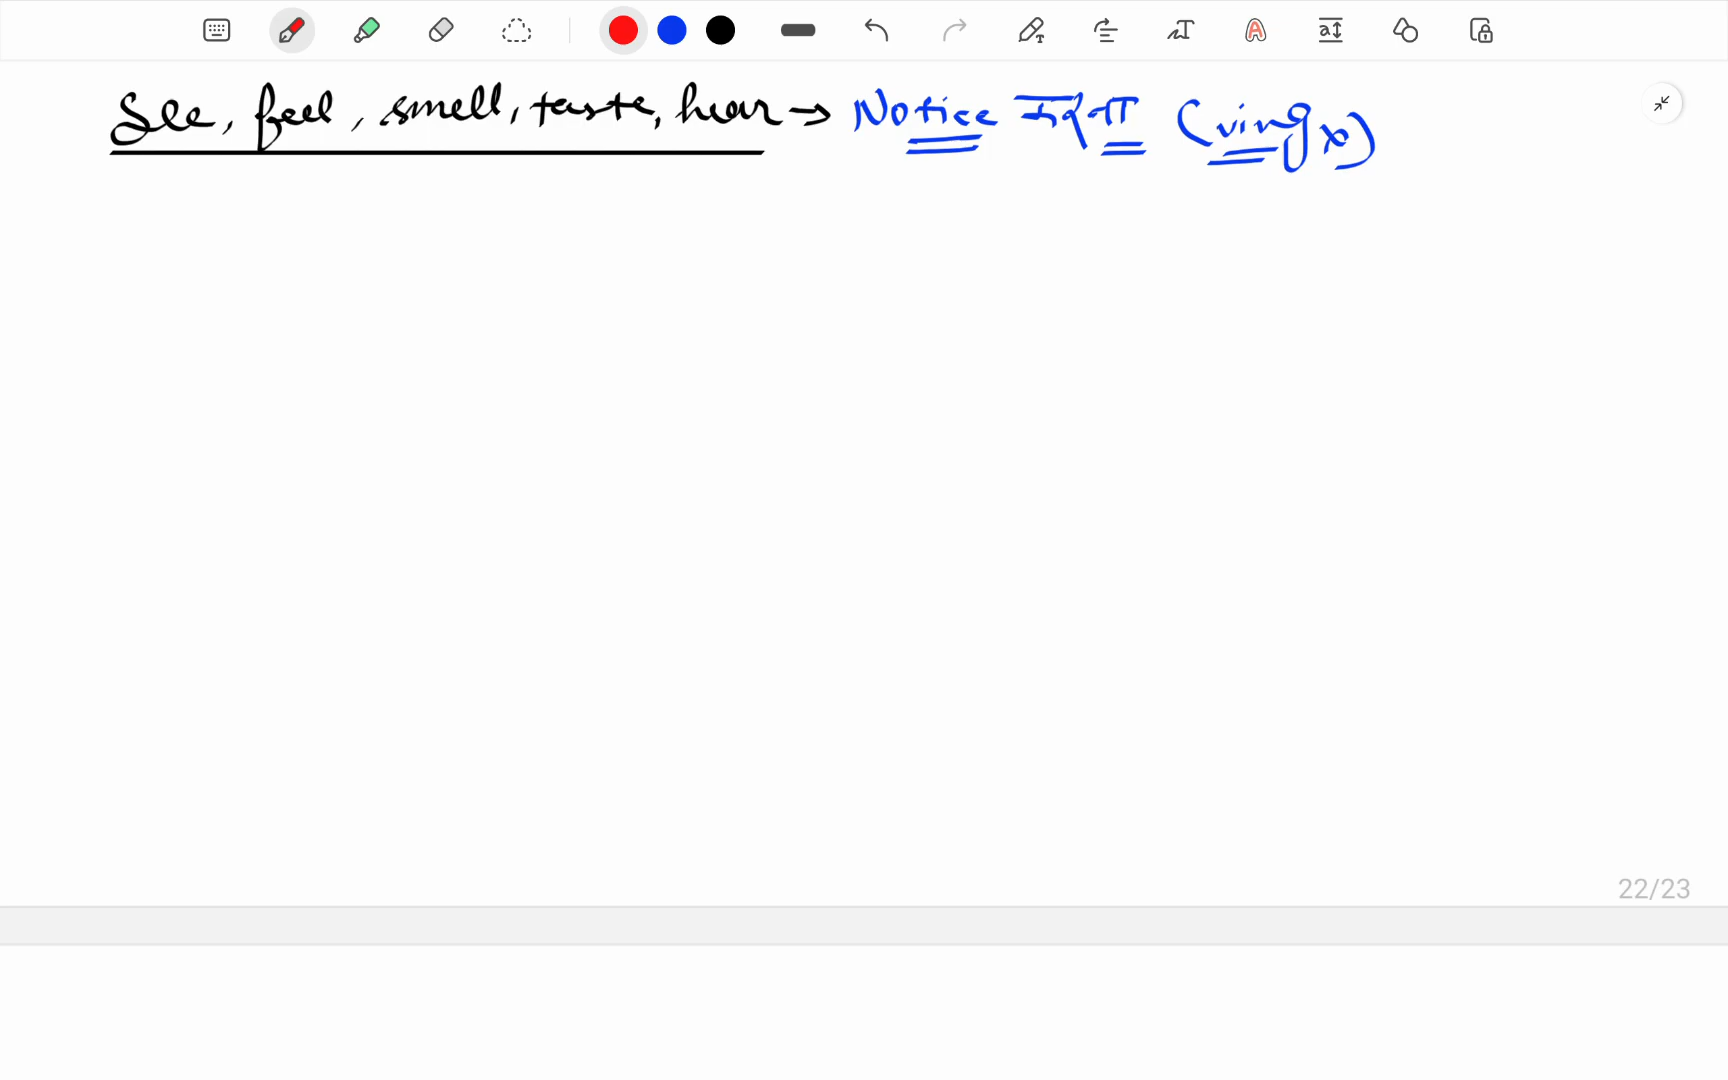 See, feel, smell, taste, hear → Notice करना (ving x)
22/23